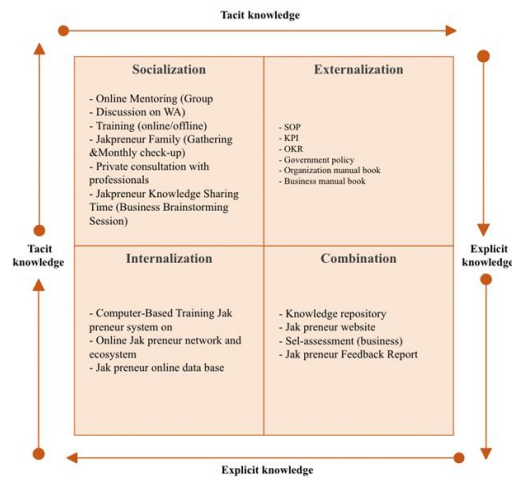 Tacit knowledge
Socialization
- Online Mentoring (Group
- Discussion on WA)
- Training (online/offline)
- Jakpreneur Family (Gathering
&Monthly check-up)
- Private consultation with
professionals
- Jakpreneur Knowledge Sharing
Time (Business Brainstorming
Session)
Externalization
- SOP
- KPI
- OKR
- Government policy
- Organization manual book
- Business manual book
Tacit
knowledge
Explicit
knowledge
Internalization
- Computer-Based Training Jak
preneur system on
- Online Jak preneur network and
ecosystem
- Jak preneur online data base
Combination
- Knowledge repository
- Jak preneur website
- Sel-assessment (business)
- Jak preneur Feedback Report
Explicit knowledge